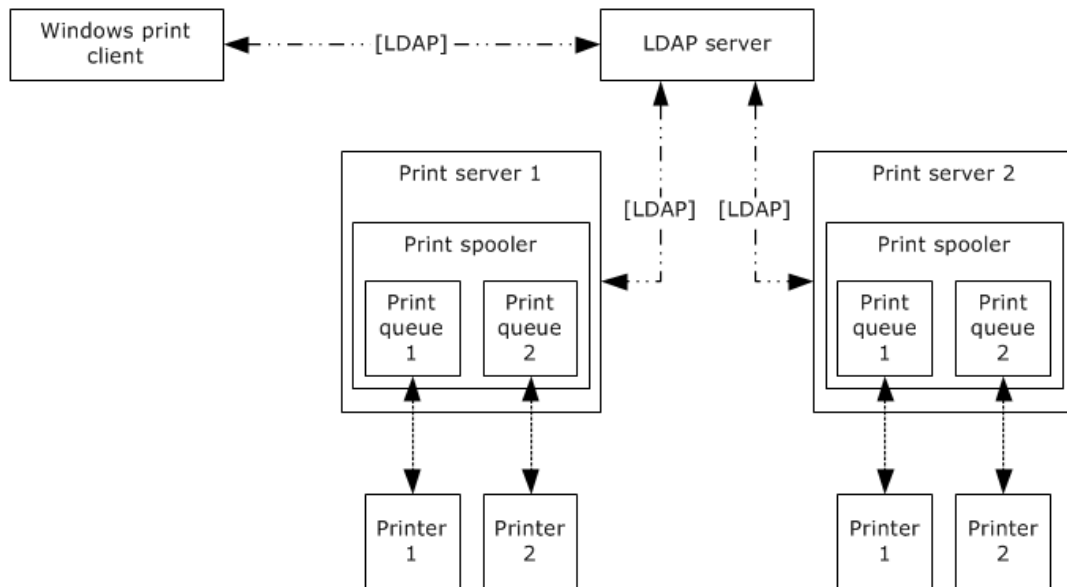 Windows print
client
[LDAP]
LDAP server
Print server 1
Print server 2
[LDAP]
[LDAP]
Print spooler
Print spooler
Print
queue
1
Print
queue
2
Print
queue
1
Print
queue
2
Printer
1
Printer
2
Printer
1
Printer
2